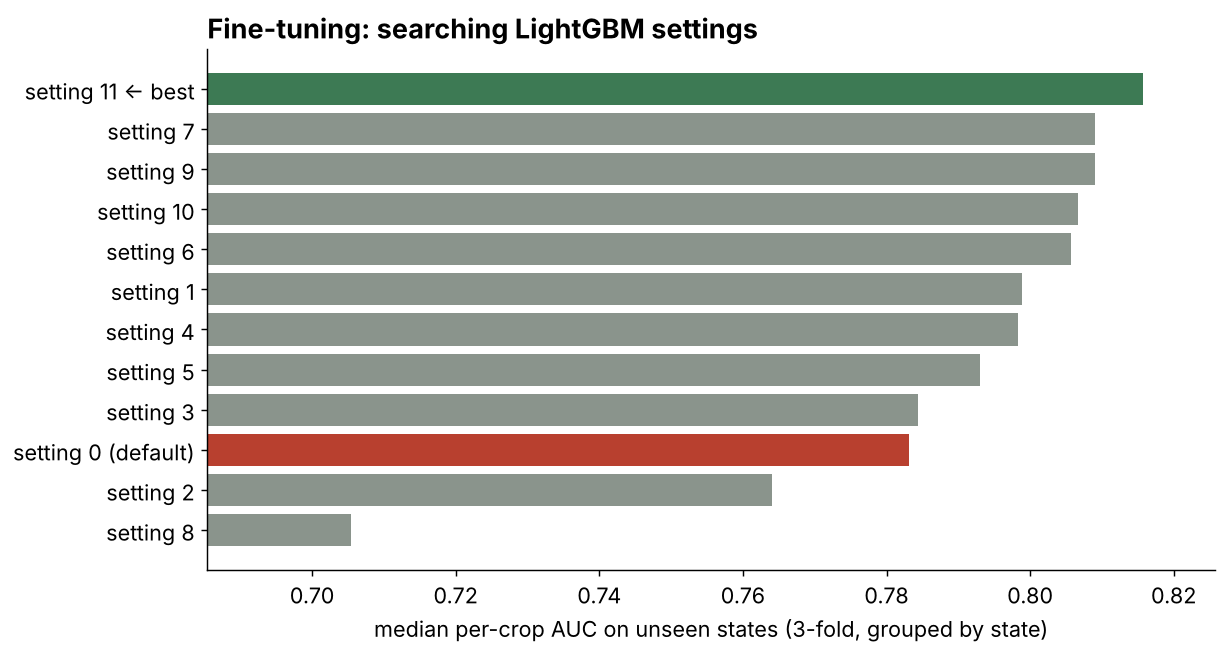 Fine-tuning: searching LightGBM settings
setting 11 ← best
setting 7
setting 9
setting 10
setting 6
setting 1
setting 4
setting 5
setting 3
setting 0 (default)
setting 2
setting 8
0.70 0.72 0.74 0.76 0.78 0.80 0.82
median per-crop AUC on unseen states (3-fold, grouped by state)